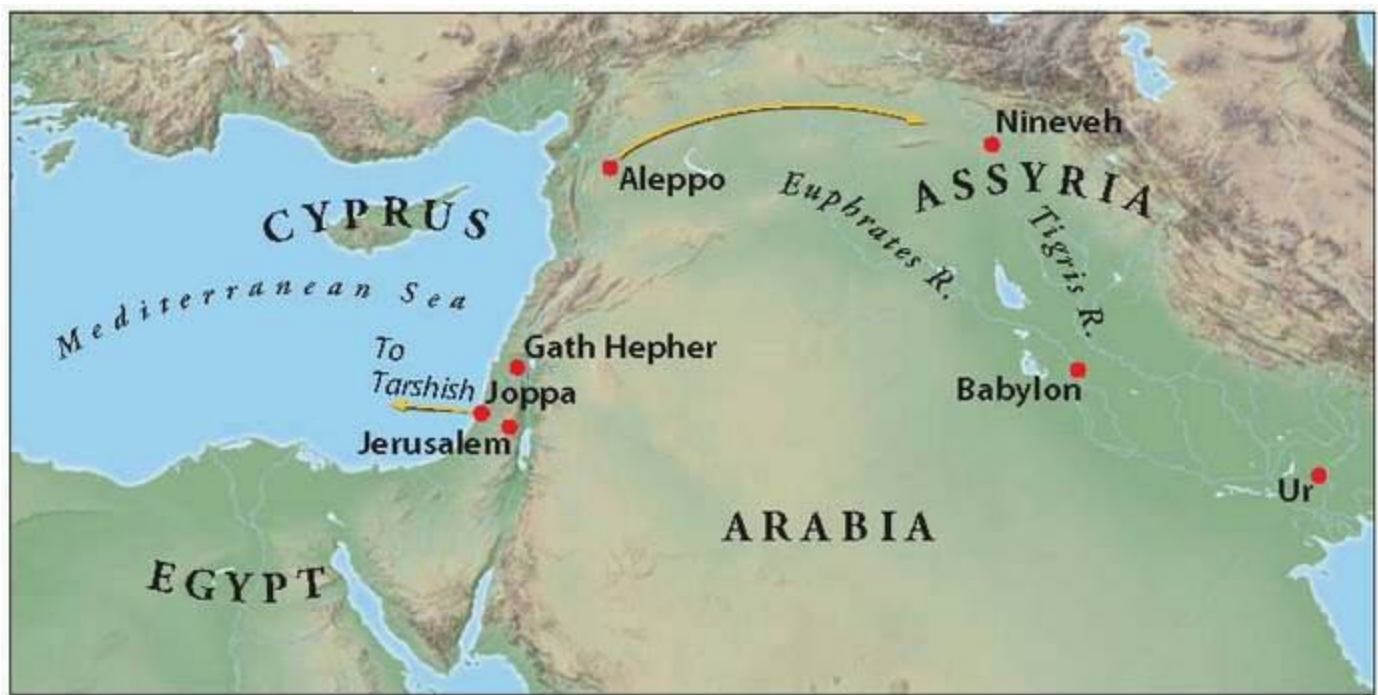 Nineveh
Aleppo
ASSYRIA
Euphrates R.
Tigris R.
CYPRUS
Mediterranean Sea
To
Tarshish
Gath Hepher
Joppa
Jerusalem
Babylon
Ur
ARABIA
EGYPT